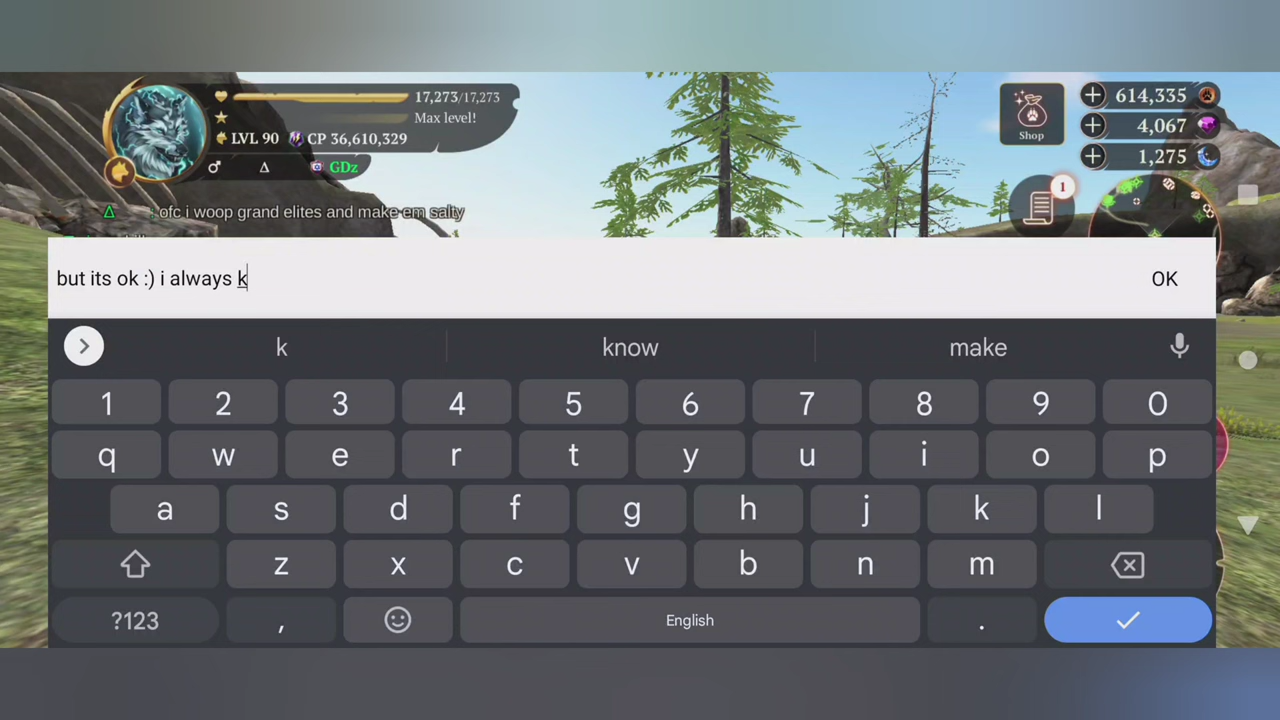 17,273/17,273
Max level!
LVL 90 CP 36,610,329
GDz
: ofc i woop grand elites and make em salty
Shop
614,335
4,067
1,275
1
but its ok :) i always k
OK
k know make
1 2 3 4 5 6 7 8 9 0
q w e r t y u i o p
a s d f g h j k l
z x c v b n m
?123 , English .